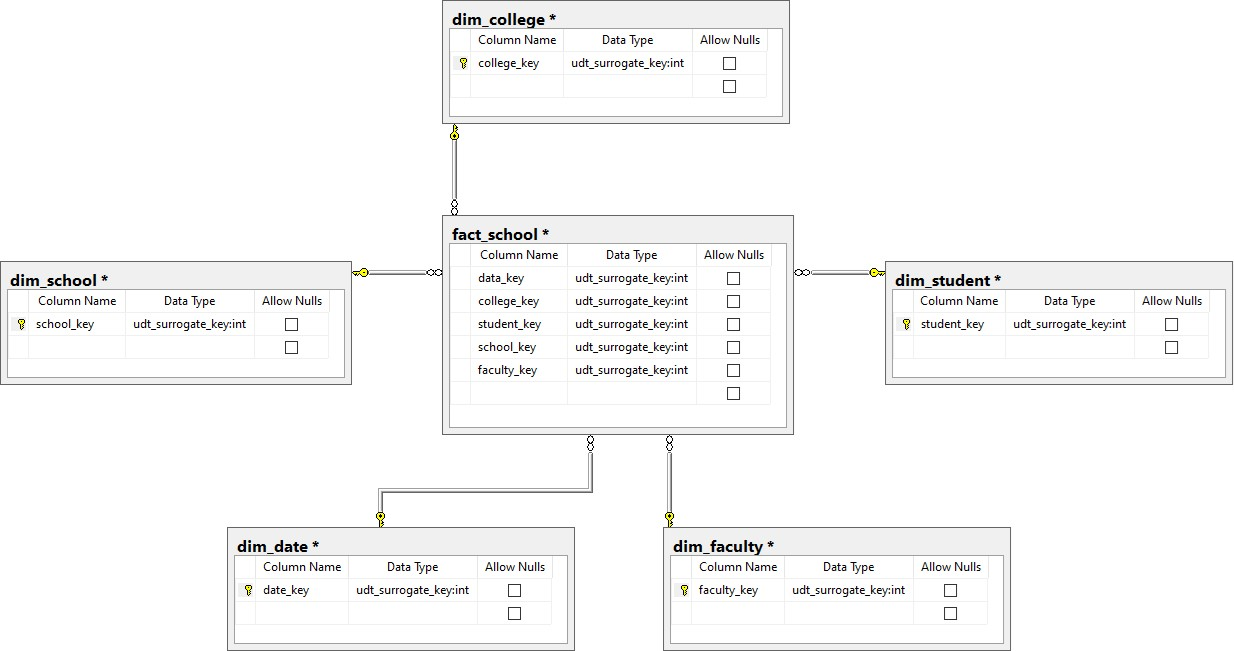 dim_college *
Column Name Data Type Allow Nulls
college_key udt_surrogate_key:int
fact_school *
Column Name Data Type Allow Nulls
data_key udt_surrogate_key:int
college_key udt_surrogate_key:int
student_key udt_surrogate_key:int
school_key udt_surrogate_key:int
faculty_key udt_surrogate_key:int
dim_school *
Column Name Data Type Allow Nulls
school_key udt_surrogate_key:int
dim_student *
Column Name Data Type Allow Nulls
student_key udt_surrogate_key:int
dim_date *
Column Name Data Type Allow Nulls
date_key udt_surrogate_key:int
dim_faculty *
Column Name Data Type Allow Nulls
faculty_key udt_surrogate_key:int